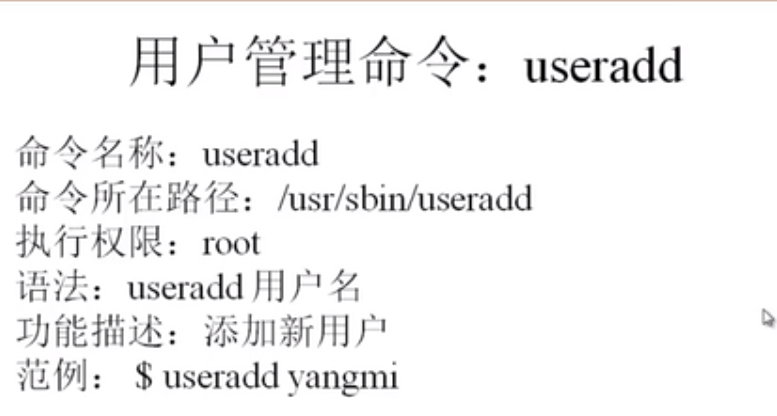 用户管理命令：useradd
命令名称：useradd
命令所在路径：/usr/sbin/useradd
执行权限：root
语法：useradd 用户名
功能描述：添加新用户
范例： $ useradd yangmi